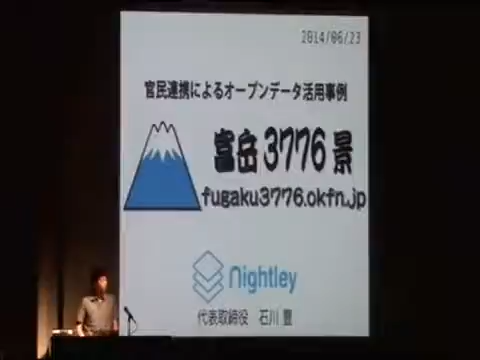 2014/06/23
官民連携によるオープンデータ活用事例
富岳3776景
fugaku3776.okfn.jp
nightley
代表取締役 石川 豊